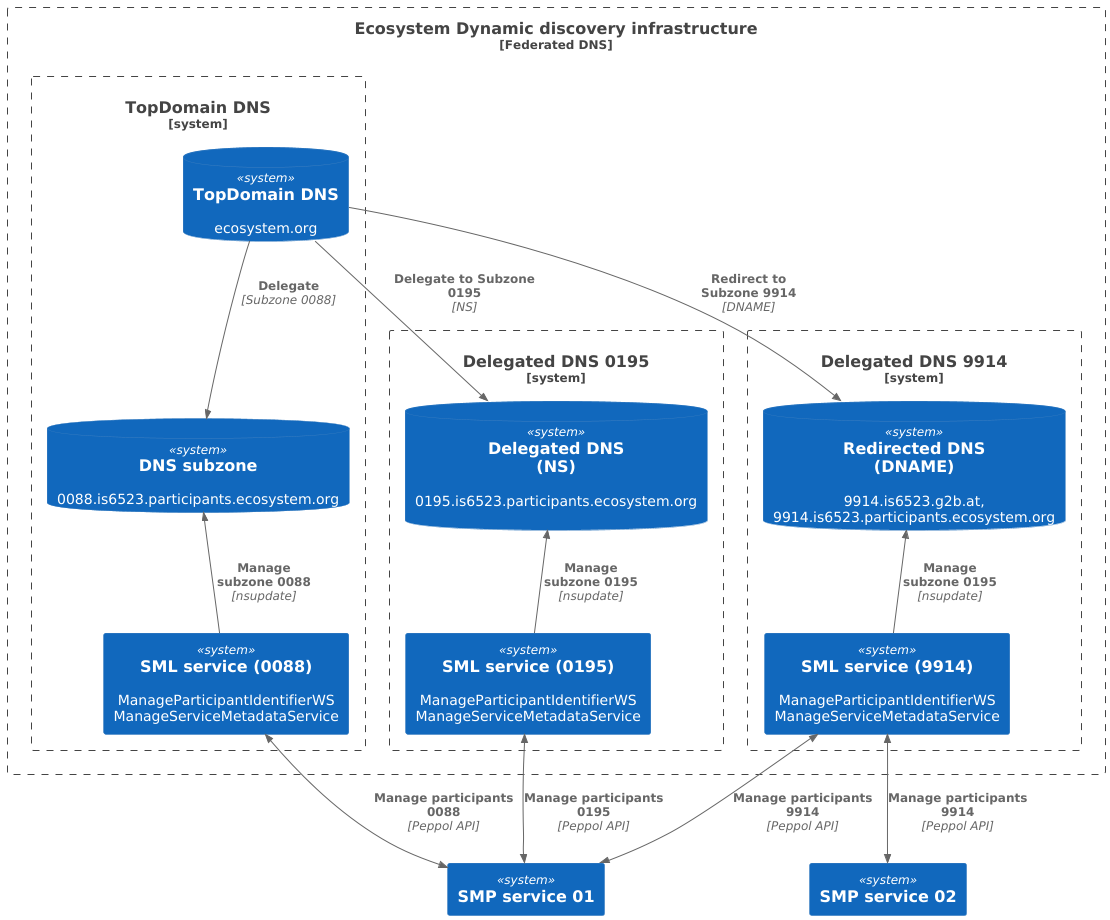 Ecosystem Dynamic discovery infrastructure
[Federated DNS]
TopDomain DNS
[system]
«system»
TopDomain DNS
ecosystem.org
Delegate
[Subzone 0088]
Delegate to Subzone
0195
[NS]
Redirect to
Subzone 9914
[DNAME]
Delegated DNS 0195
[system]
Delegated DNS 9914
[system]
«system»
DNS subzone
0088.is6523.participants.ecosystem.org
«system»
Delegated DNS
(NS)
0195.is6523.participants.ecosystem.org
«system»
Redirected DNS
(DNAME)
9914.is6523.g2b.at,
9914.is6523.participants.ecosystem.org
Manage
subzone 0088
[nsupdate]
Manage
subzone 0195
[nsupdate]
Manage
subzone 0195
[nsupdate]
«system»
SML service (0088)
ManageParticipantIdentifierWS
ManageServiceMetadataService
«system»
SML service (0195)
ManageParticipantIdentifierWS
ManageServiceMetadataService
«system»
SML service (9914)
ManageParticipantIdentifierWS
ManageServiceMetadataService
Manage participants
0088
[Peppol API]
Manage participants
0195
[Peppol API]
Manage participants
9914
[Peppol API]
Manage participants
9914
[Peppol API]
«system»
SMP service 01
«system»
SMP service 02